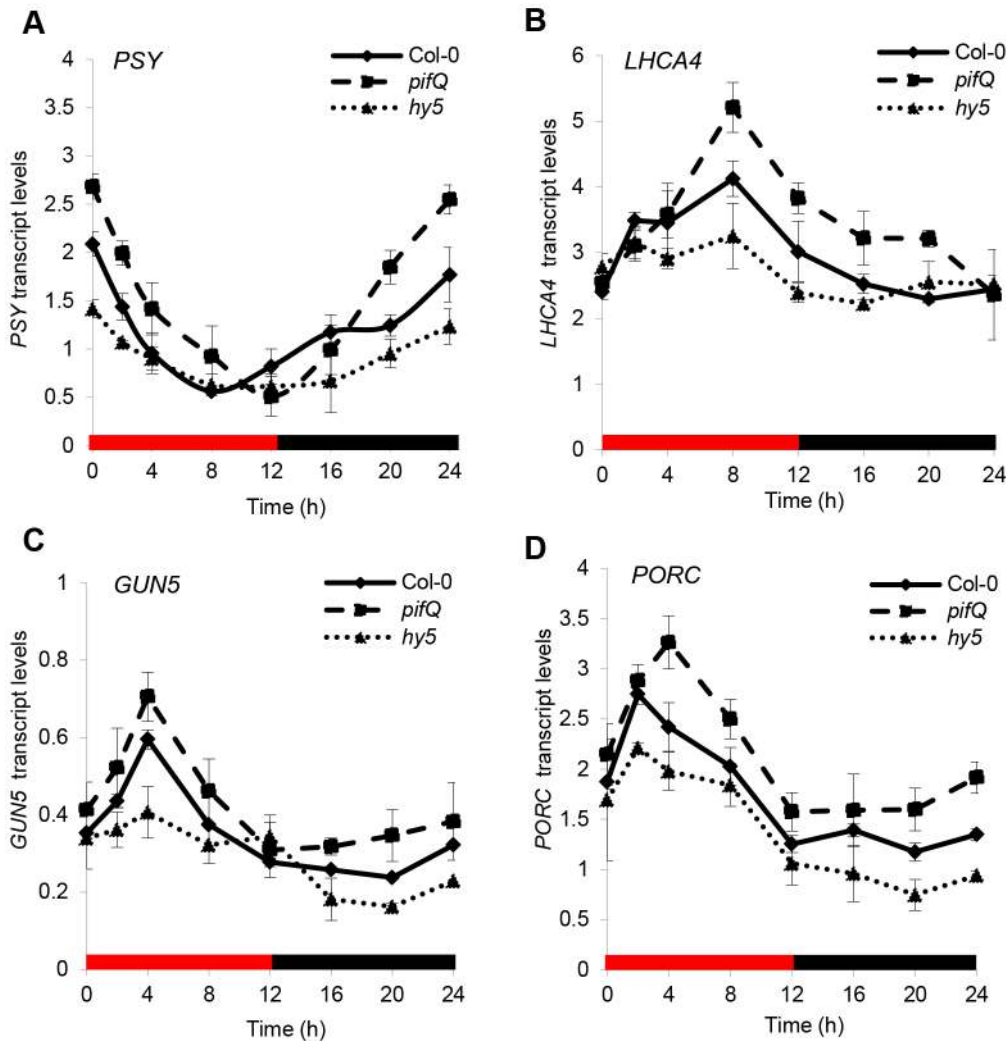 A
PSY
Col-0
pifQ
hy5
PSY transcript levels
4
3.5
3
2.5
2
1.5
1
0.5
0
0 4 8 12 16 20 24
Time (h)
B
LHCA4
Col-0
pifQ
hy5
LHCA4 transcript levels
6
5
4
3
2
1
0
0 4 8 12 16 20 24
Time (h)
C
GUN5
Col-0
pifQ
hy5
GUN5 transcript levels
1
0.8
0.6
0.4
0.2
0
0 4 8 12 16 20 24
Time (h)
D
PORC
Col-0
pifQ
hy5
PORC transcript levels
4
3.5
3
2.5
2
1.5
1
0.5
0
0 4 8 12 16 20 24
Time (h)